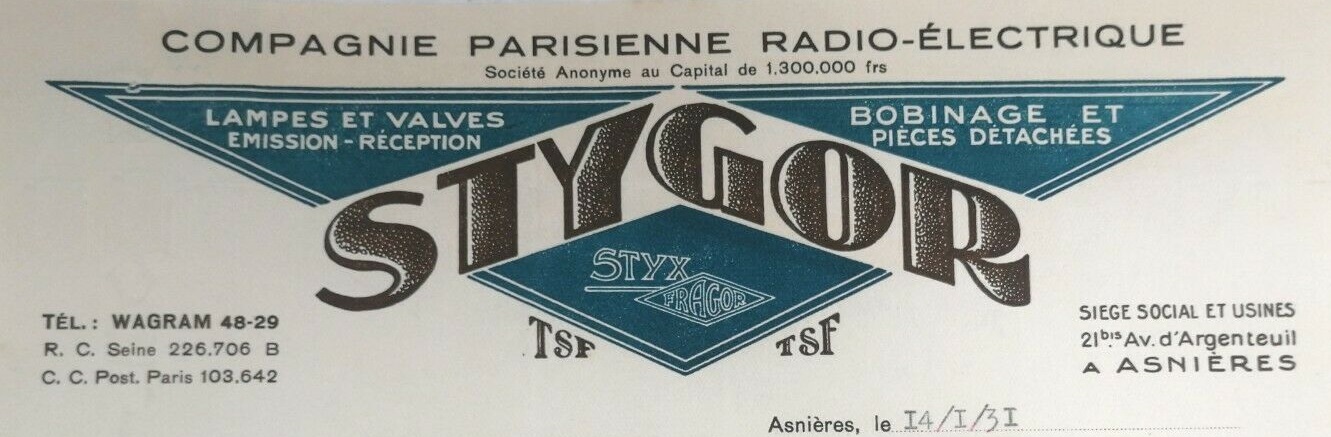 COMPAGNIE PARISIENNE RADIO-ÉLECTRIQUE
Société Anonyme au Capital de 1.300.000 frs
LAMPES ET VALVES
EMISSION - RÉCEPTION
BOBINAGE ET
PIÈCES DÉTACHÉES
STYGOR
STYX
FRAGOR
TSF TSF
TÉL.: WAGRAM 48-29
R. C. Seine 226.706 B
C. C. Post. Paris 103.642
SIEGE SOCIAL ET USINES
21bis Av. d'Argenteuil
A ASNIÈRES
Asnières, le 14/I/31